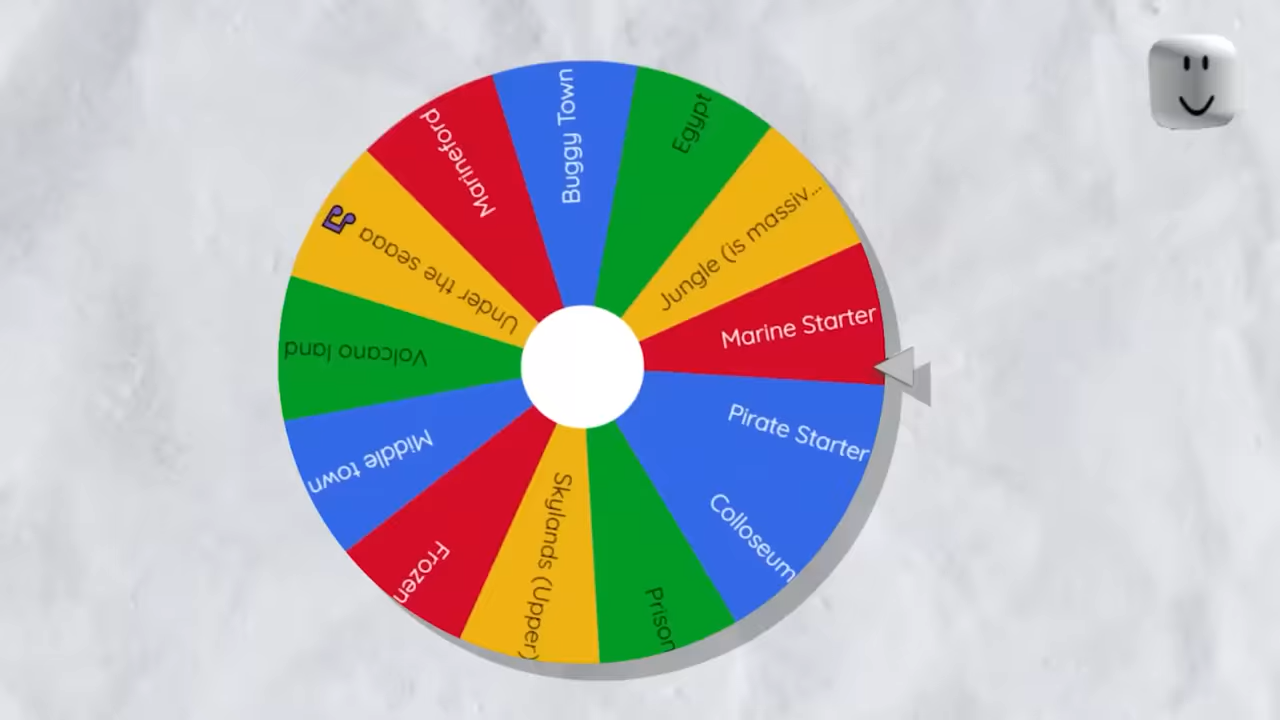 Buggy Town
Egypt
Jungle (is massiv...
Marine Starter
Pirate Starter
Colloseum
Prison
Skylands (Upper)
Frozen
Middle town
Volcano land
Under the seaaa
Marineford